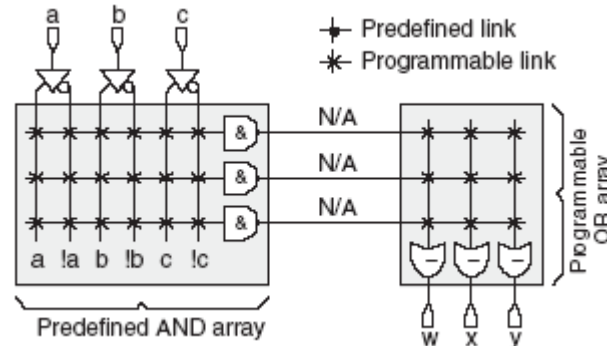 a b c
Predefined link
Programmable link
N/A
&
N/A
&
N/A
&
a !a b !b c !c
Predefined AND array
Programmable
OR array
w x y